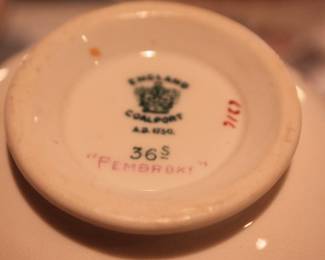 ENGLAND
COALPORT
A.D. 1750.
36S
"PEMBROKE"